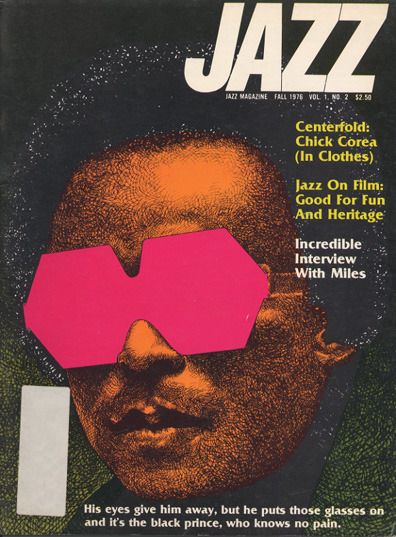 JAZZ
JAZZ MAGAZINE FALL 1976 VOL. 1, NO. 2 $2.50
Centerfold:
Chick Corea
(In Clothes)
Jazz On Film:
Good For Fun
And Heritage
Incredible
Interview
With Miles
His eyes give him away, but he puts those glasses on
and it's the black prince, who knows no pain.